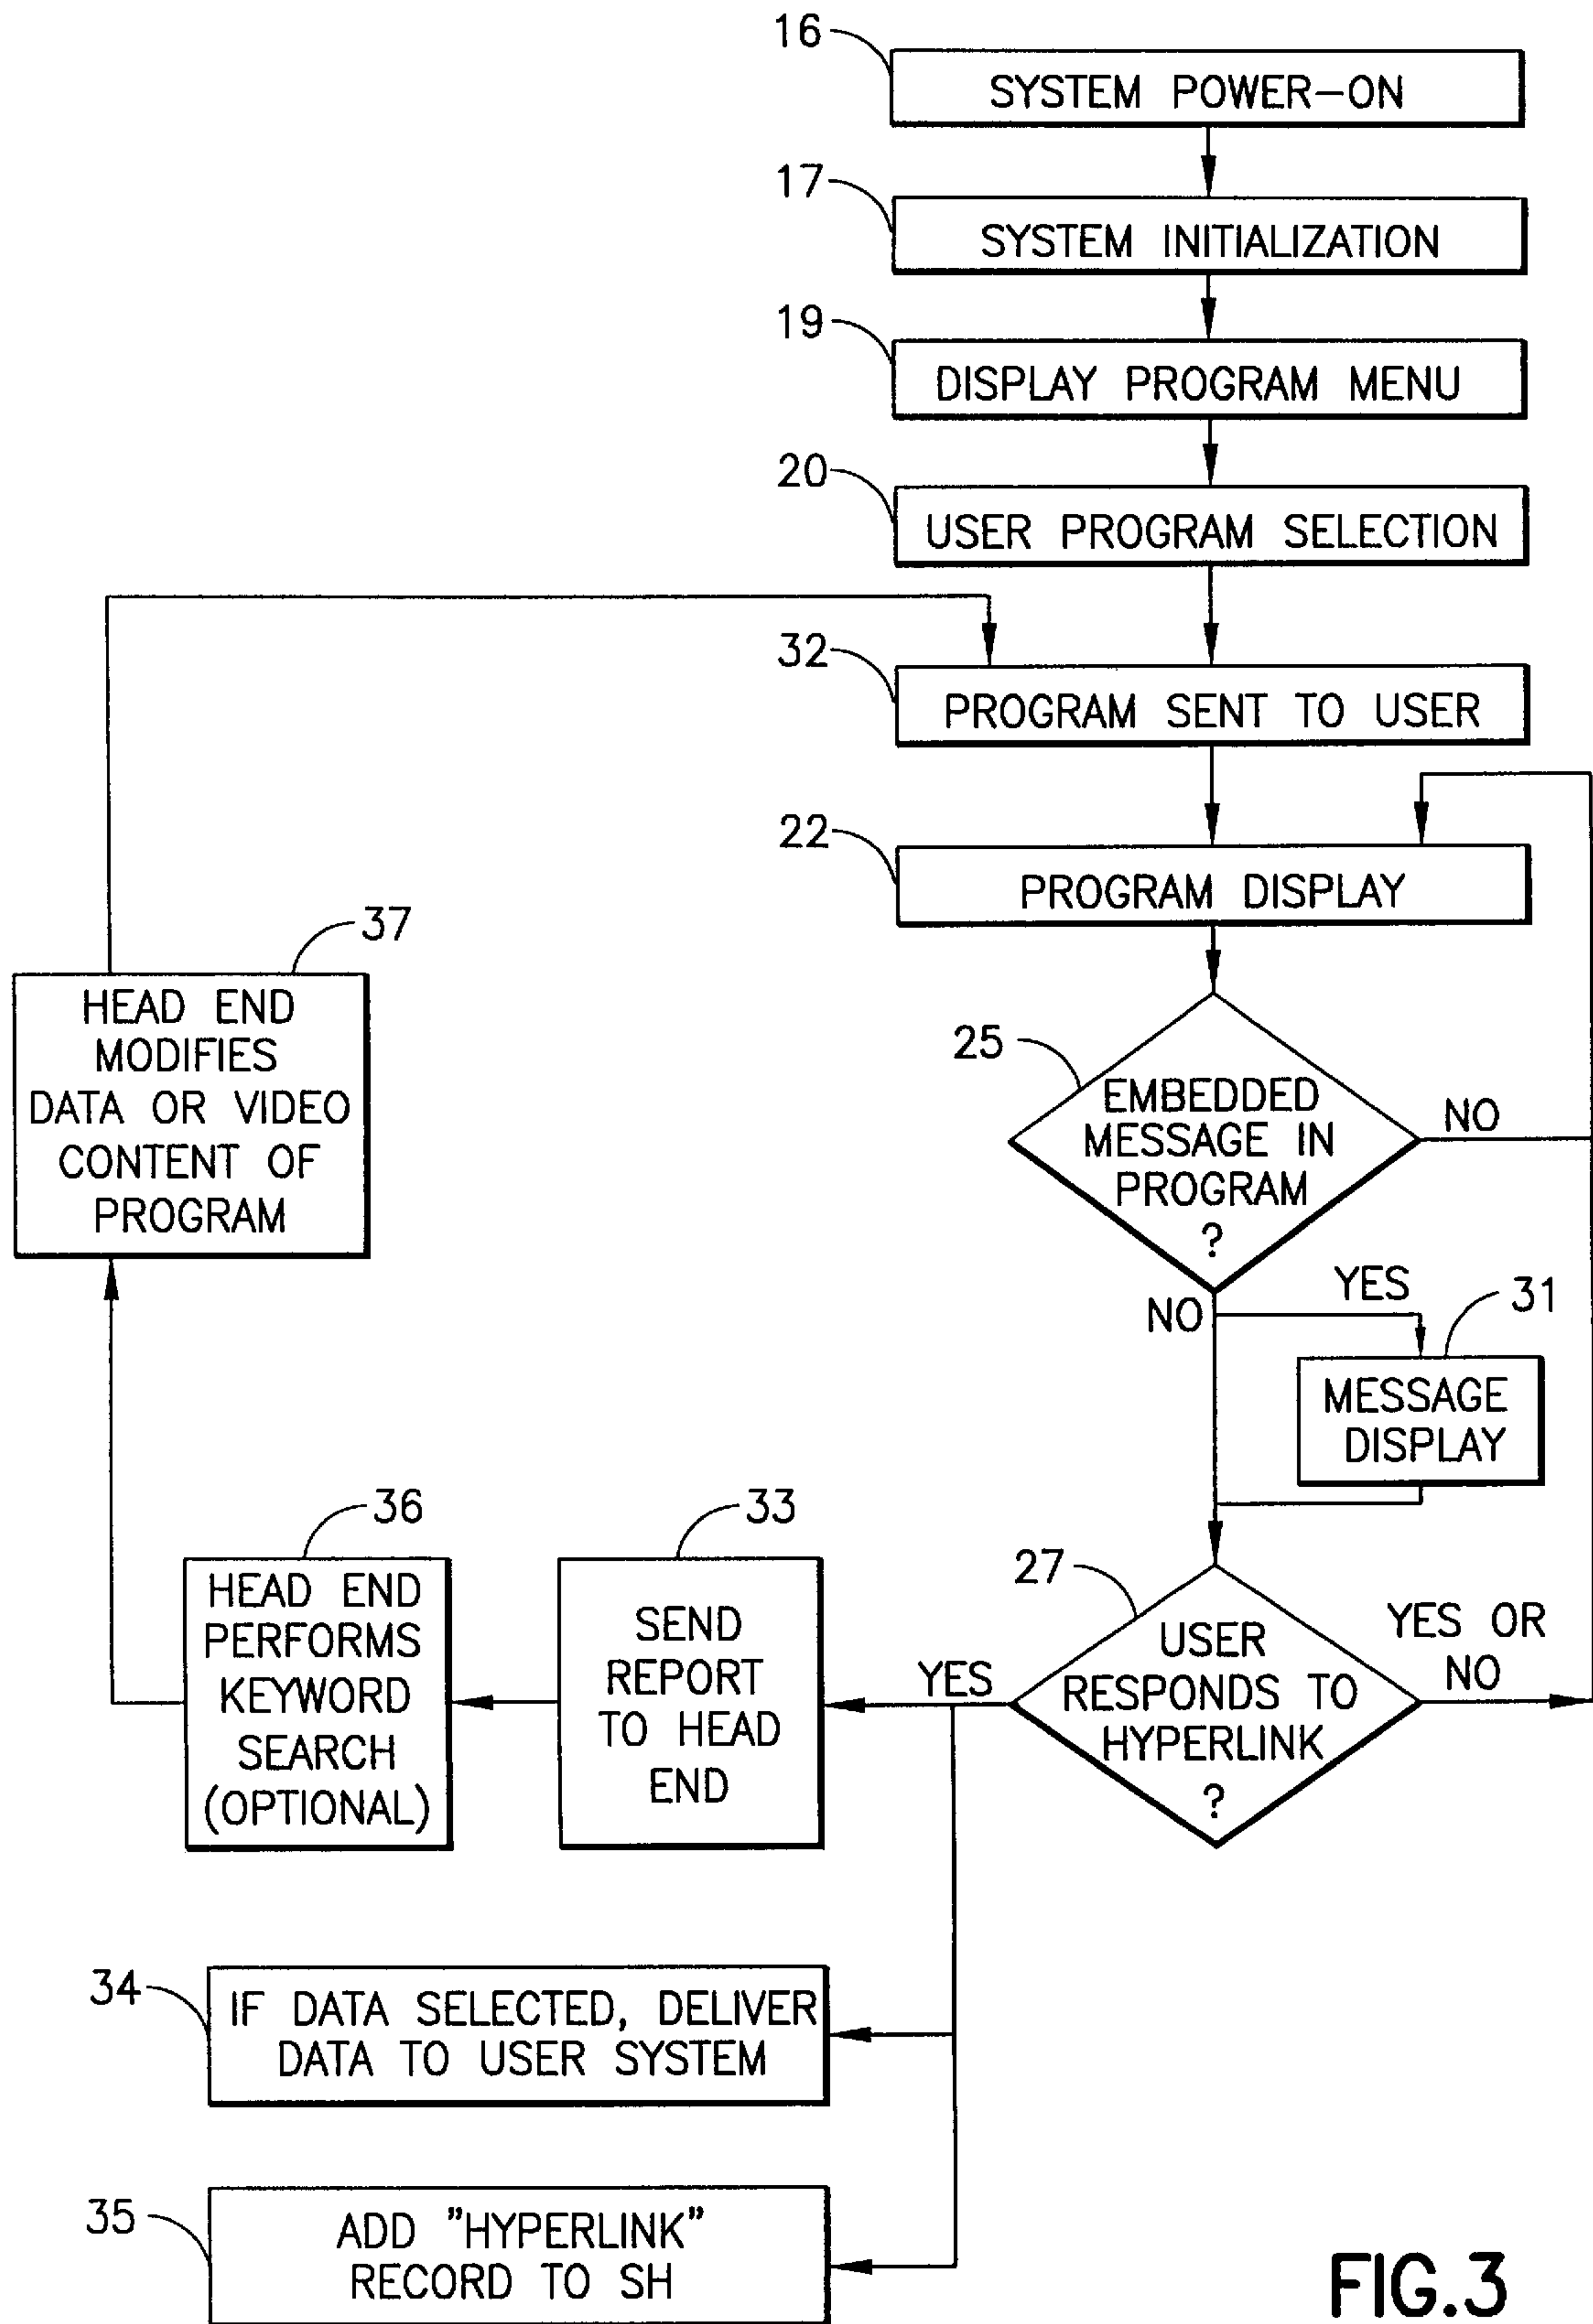 16
SYSTEM POWER-ON
17
SYSTEM INITIALIZATION
19
DISPLAY PROGRAM MENU
20
USER PROGRAM SELECTION
32
PROGRAM SENT TO USER
22
PROGRAM DISPLAY
37
HEAD END
MODIFIES
DATA OR VIDEO
CONTENT OF
PROGRAM
25
EMBEDDED
MESSAGE IN
PROGRAM
?
NO
YES
NO
31
MESSAGE
DISPLAY
27
USER
RESPONDS TO
HYPERLINK
?
YES OR
NO
YES
33
SEND
REPORT
TO HEAD
END
36
HEAD END
PERFORMS
KEYWORD
SEARCH
(OPTIONAL)
34
IF DATA SELECTED, DELIVER
DATA TO USER SYSTEM
35
ADD "HYPERLINK"
RECORD TO SH
FIG.3